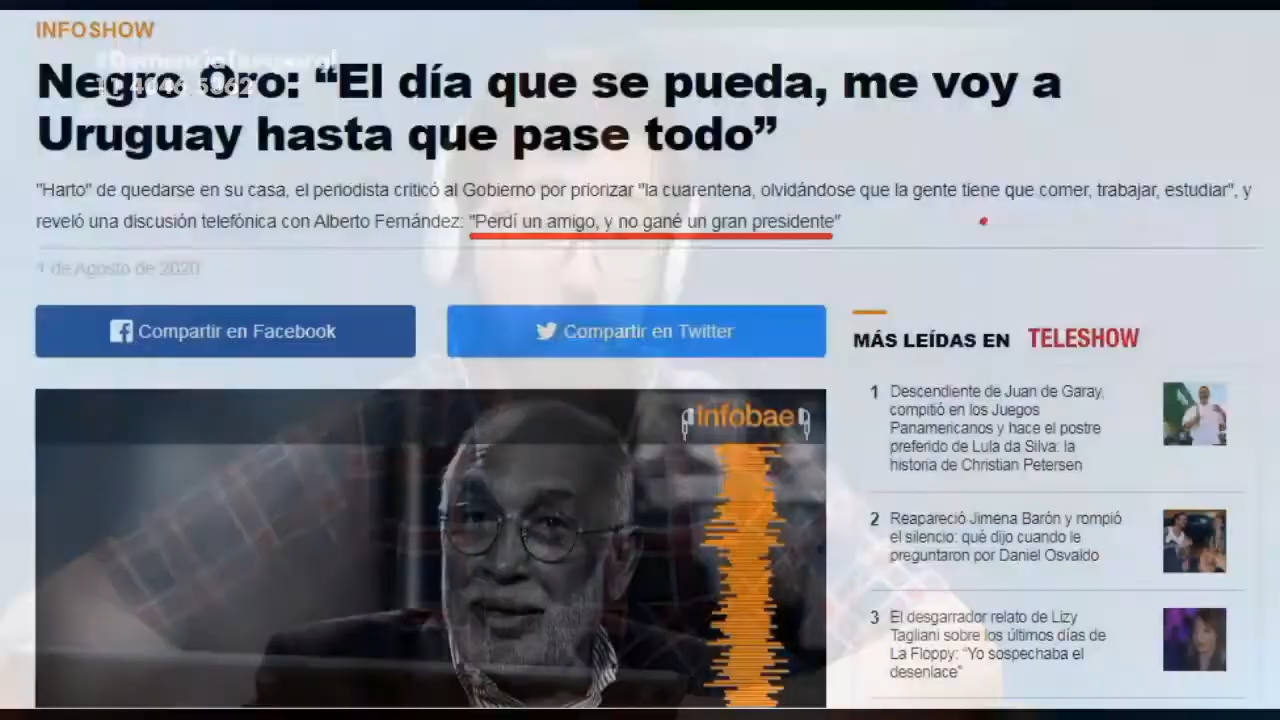 INFOSHOW
Negro Oro: “El día que se pueda, me voy a
Uruguay hasta que pase todo”
"Harto" de quedarse en su casa, el periodista criticó al Gobierno por priorizar "la cuarentena, olvidándose que la gente tiene que comer, trabajar, estudiar", y
reveló una discusión telefónica con Alberto Fernández: "Perdí un amigo, y no gané un gran presidente"
1 de Agosto de 2020
Compartir en Facebook
Compartir en Twitter
infobae
MÁS LEÍDAS EN TELESHOW
1 Descendiente de Juan de Garay,
compitió en los Juegos
Panamericanos y hace el postre
preferido de Lula da Silva: la
historia de Christian Petersen
2 Reapareció Jimena Barón y rompió
el silencio: qué dijo cuando le
preguntaron por Daniel Osvaldo
3 El desgarrador relato de Lizy
Tagliani sobre los últimos días de
La Floppy: “Yo sospechaba el
desenlace”